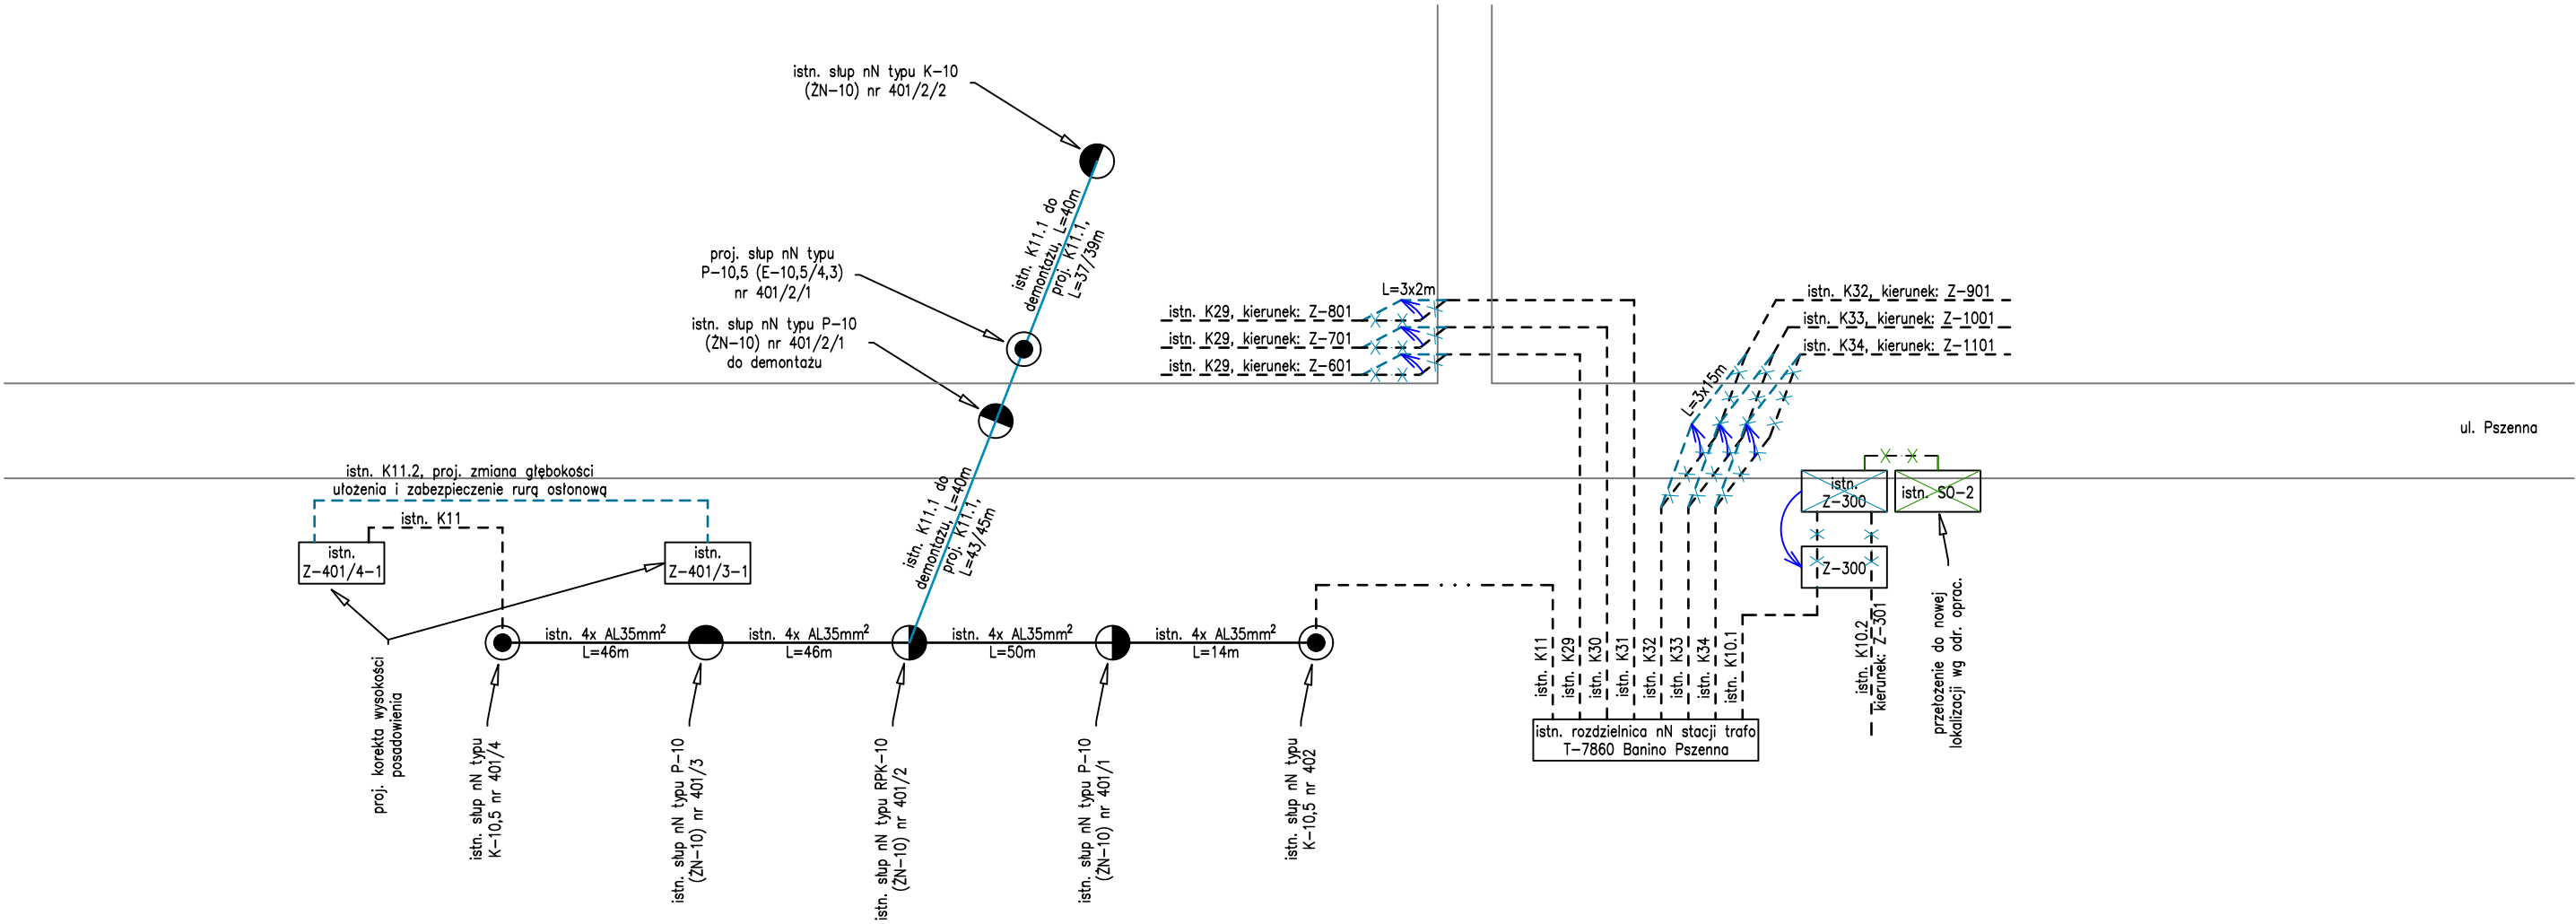 istn. słup nN typu K-10
(ŻN-10) nr 401/2/2
istn. K11.1 do
demontażu, L=40m
proj. K11.1,
L=37/39m
proj. słup nN typu
P-10,5 (E-10,5/4,3)
nr 401/2/1
istn. słup nN typu P-10
(ŻN-10) nr 401/2/1
do demontażu
L=3x2m
istn. K29, kierunek: Z-801
istn. K29, kierunek: Z-701
istn. K29, kierunek: Z-601
istn. K32, kierunek: Z-901
istn. K33, kierunek: Z-1001
istn. K34, kierunek: Z-1101
L=3x15m
ul. Pszenna
istn. K11.2, proj. zmiana głębokości
ułożenia i zabezpieczenie rurą osłonową
istn. K11
istn.
Z-401/4-1
istn.
Z-401/3-1
istn. K11.1 do
demontażu, L=40m
proj. K11.1,
L=43/45m
istn.
Z-300
istn. SO-2
Z-300
istn. 4x AL35mm²
L=46m
istn. 4x AL35mm²
L=46m
istn. 4x AL35mm²
L=50m
istn. 4x AL35mm²
L=14m
proj. korekta wysokości
posadowienia
istn. słup nN typu
K-10,5 nr 401/4
istn. słup nN typu P-10
(ŻN-10) nr 401/3
istn. słup nN typu RPK-10
(ŻN-10) nr 401/2
istn. słup nN typu P-10
(ŻN-10) nr 401/1
istn. słup nN typu
K-10,5 nr 402
istn. K11
istn. K29
istn. K30
istn. K31
istn. K32
istn. K33
istn. K34
istn. K10.1
istn. K10.2
kierunek: Z-301
przełożenie do nowej
lokalizacji wg odr. oprac.
istn. rozdzielnica nN stacji trafo
T-7860 Banino Pszenna